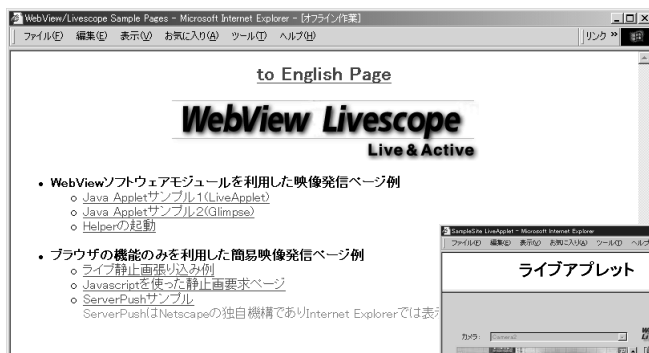 WebView/Livescope Sample Pages - Microsoft Internet Explorer - [オフライン作業]
ファイル(F) 編集(E) 表示(V) お気に入り(A) ツール(T) ヘルプ(H) リンク »
to English Page
WebView Livescope
Live & Active
• WebViewソフトウェアモジュールを利用した映像発信ページ例
Java Appletサンプル1(LiveApplet)
Java Appletサンプル2(Glimpse)
Helperの起動
• ブラウザの機能のみを利用した簡易映像発信ページ例
ライブ静止画張り込み例
Javascriptを使った静止画要求ページ
ServerPushサンプル
ServerPushはNetscapeの独自機構でありInternet Explorerでは表示
SampleSite LiveApplet - Microsoft Internet Explorer
ファイル(F) 編集(E) 表示(V) お気に入り(A) ツール(T) ヘルプ
ライブアプレット
カメラ: Camera1